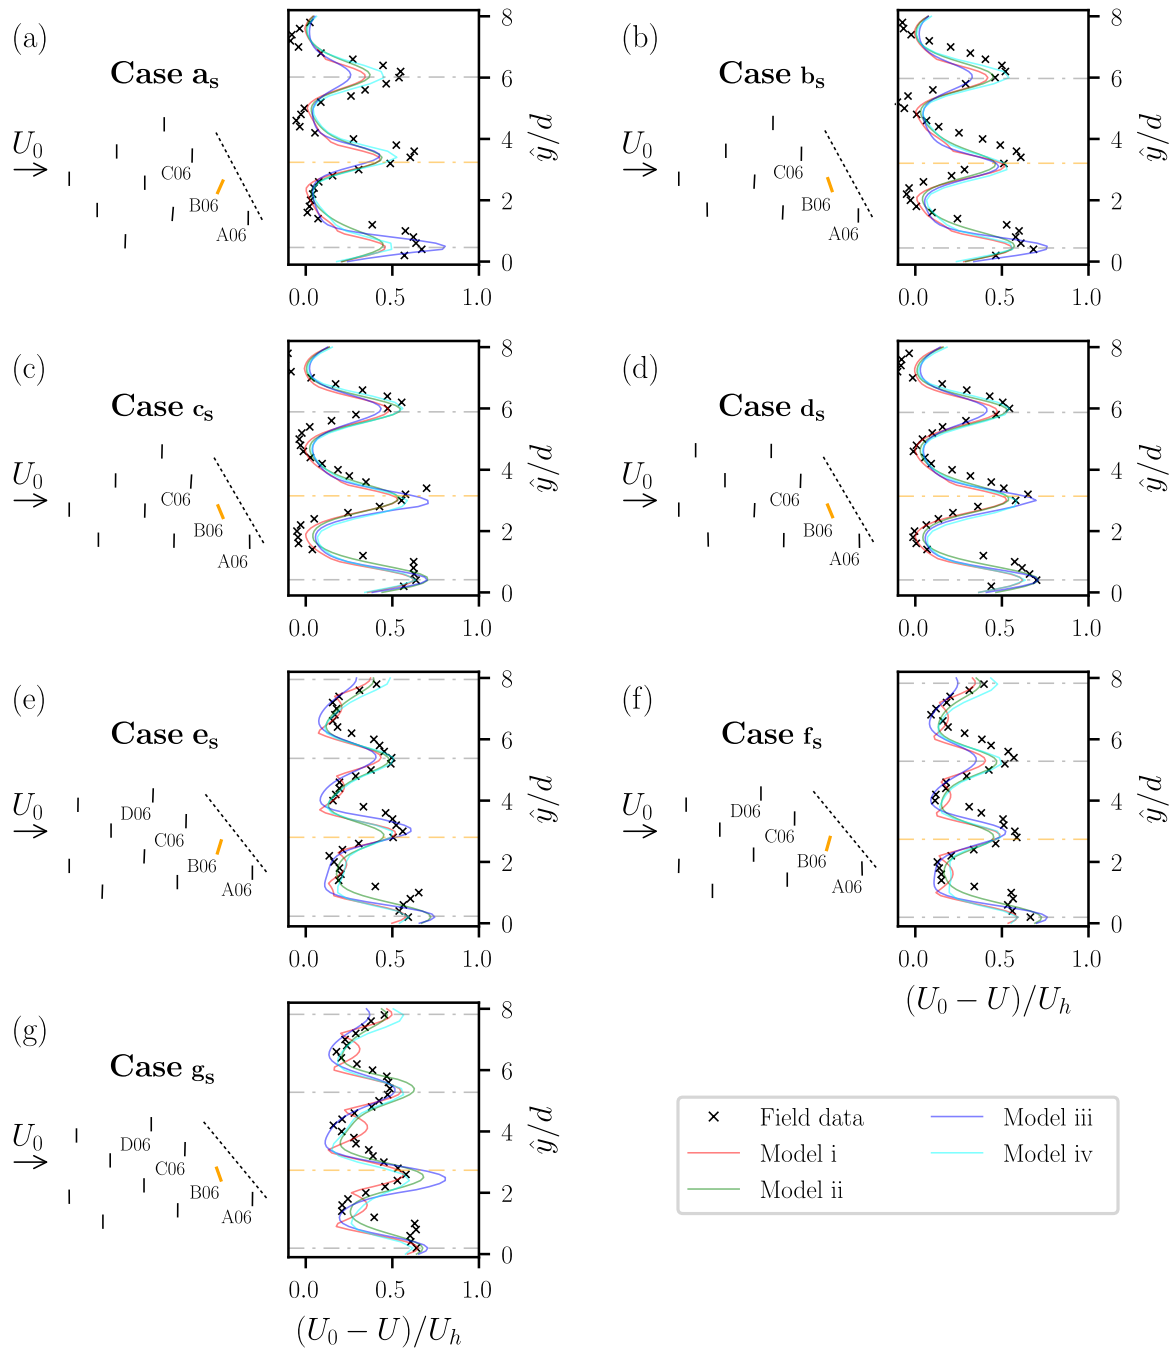 (a)
Case a_s
U_0
C06
B06
A06
8
6
4
2
0
ŷ/d
0.0 0.5 1.0
(b)
Case b_s
U_0
C06
B06
A06
8
6
4
2
0
ŷ/d
0.0 0.5 1.0
(c)
Case c_s
U_0
C06
B06
A06
8
6
4
2
0
ŷ/d
0.0 0.5 1.0
(d)
Case d_s
U_0
C06
B06
A06
8
6
4
2
0
ŷ/d
0.0 0.5 1.0
(e)
Case e_s
U_0
D06
C06
B06
A06
8
6
4
2
0
ŷ/d
0.0 0.5 1.0
(f)
Case f_s
U_0
D06
C06
B06
A06
8
6
4
2
0
ŷ/d
0.0 0.5 1.0
(U_0 − U)/U_h
(g)
Case g_s
U_0
D06
C06
B06
A06
8
6
4
2
0
ŷ/d
0.0 0.5 1.0
(U_0 − U)/U_h
Field data
Model i
Model ii
Model iii
Model iv